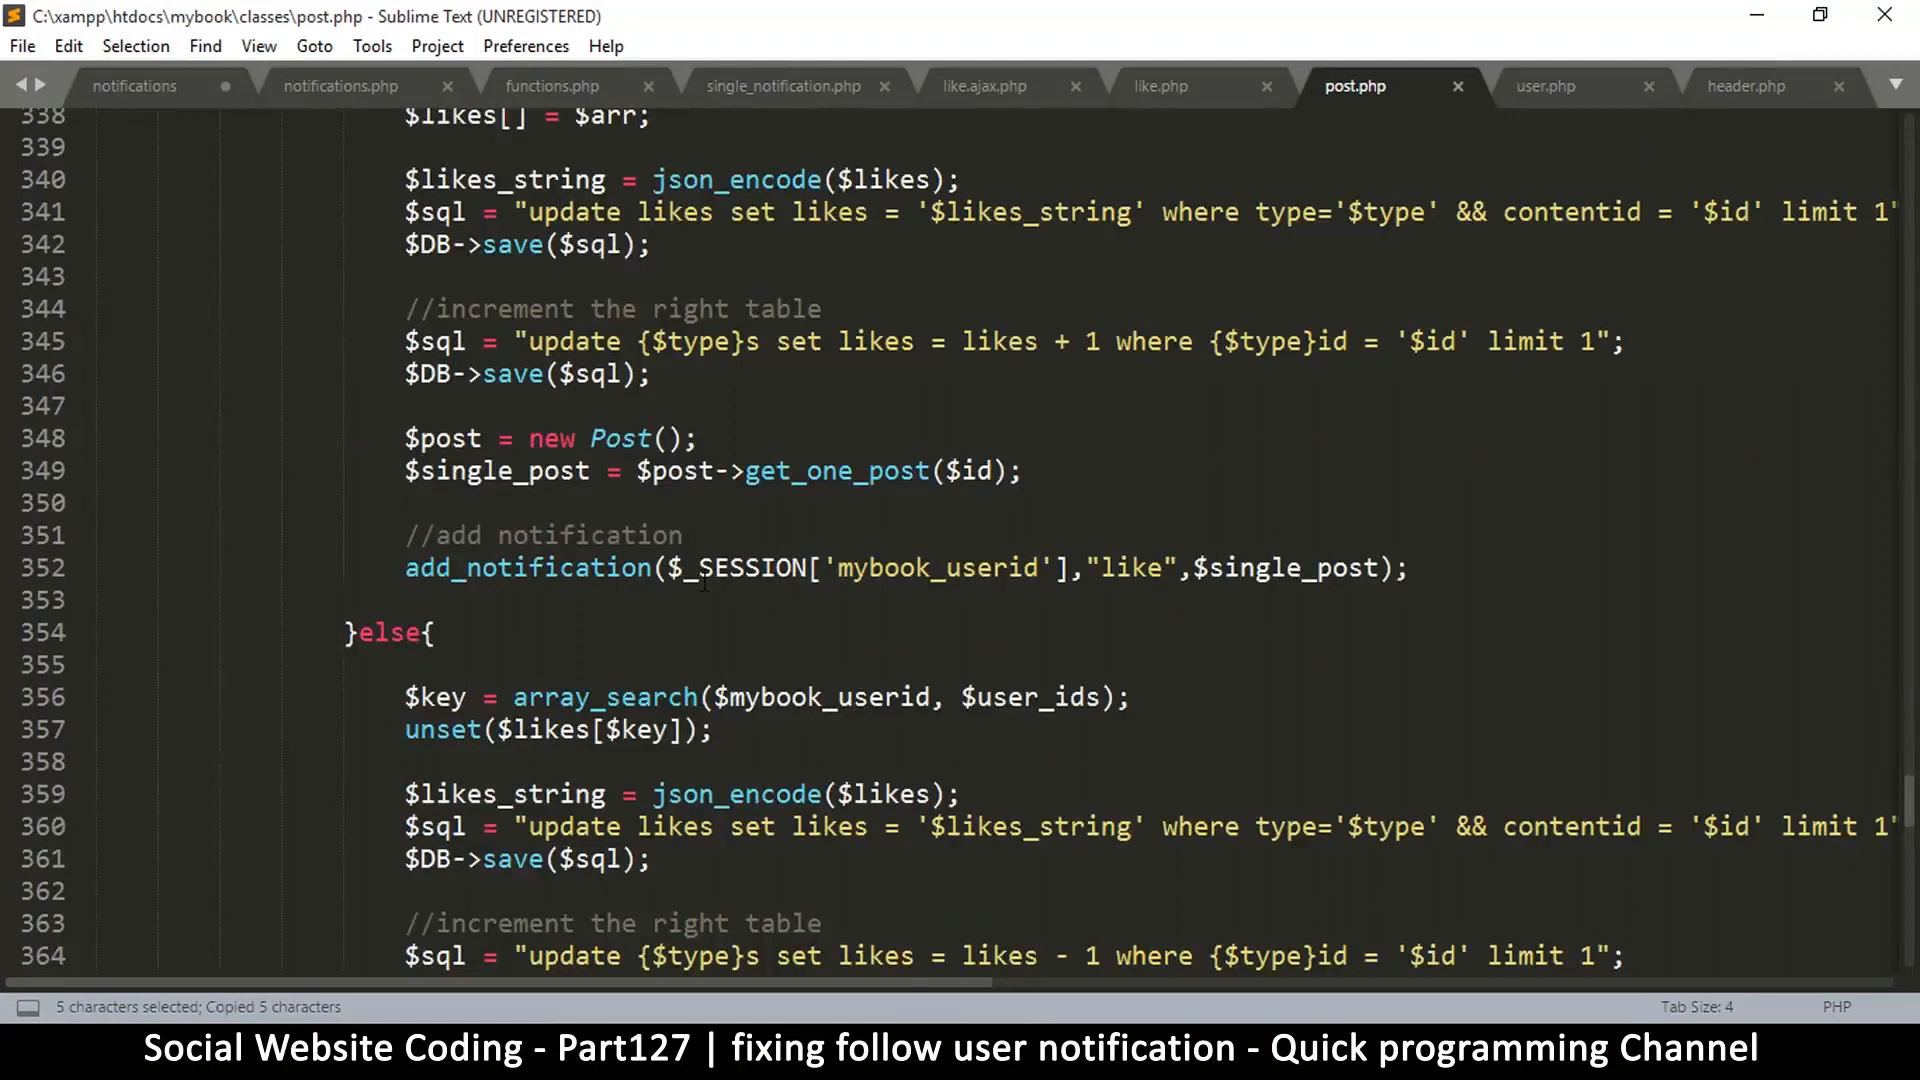 C:\xampp\htdocs\mybook\classes\post.php - Sublime Text (UNREGISTERED)
File Edit Selection Find View Goto Tools Project Preferences Help
notifications notifications.php functions.php single_notification.php like.ajax.php like.php post.php user.php header.php
338 $likes[] = $arr;
339
340 $likes_string = json_encode($likes);
341 $sql = "update likes set likes = '$likes_string' where type='$type' && contentid = '$id' limit 1"
342 $DB->save($sql);
343
344 //increment the right table
345 $sql = "update {$type}s set likes = likes + 1 where {$type}id = '$id' limit 1";
346 $DB->save($sql);
347
348 $post = new Post();
349 $single_post = $post->get_one_post($id);
350
351 //add notification
352 add_notification($_SESSION['mybook_userid'],"like",$single_post);
353
354 }else{
355
356 $key = array_search($mybook_userid, $user_ids);
357 unset($likes[$key]);
358
359 $likes_string = json_encode($likes);
360 $sql = "update likes set likes = '$likes_string' where type='$type' && contentid = '$id' limit 1"
361 $DB->save($sql);
362
363 //increment the right table
364 $sql = "update {$type}s set likes = likes - 1 where {$type}id = '$id' limit 1";
5 characters selected; Copied 5 characters Tab Size: 4 PHP
Social Website Coding - Part127 | fixing follow user notification - Quick programming Channel